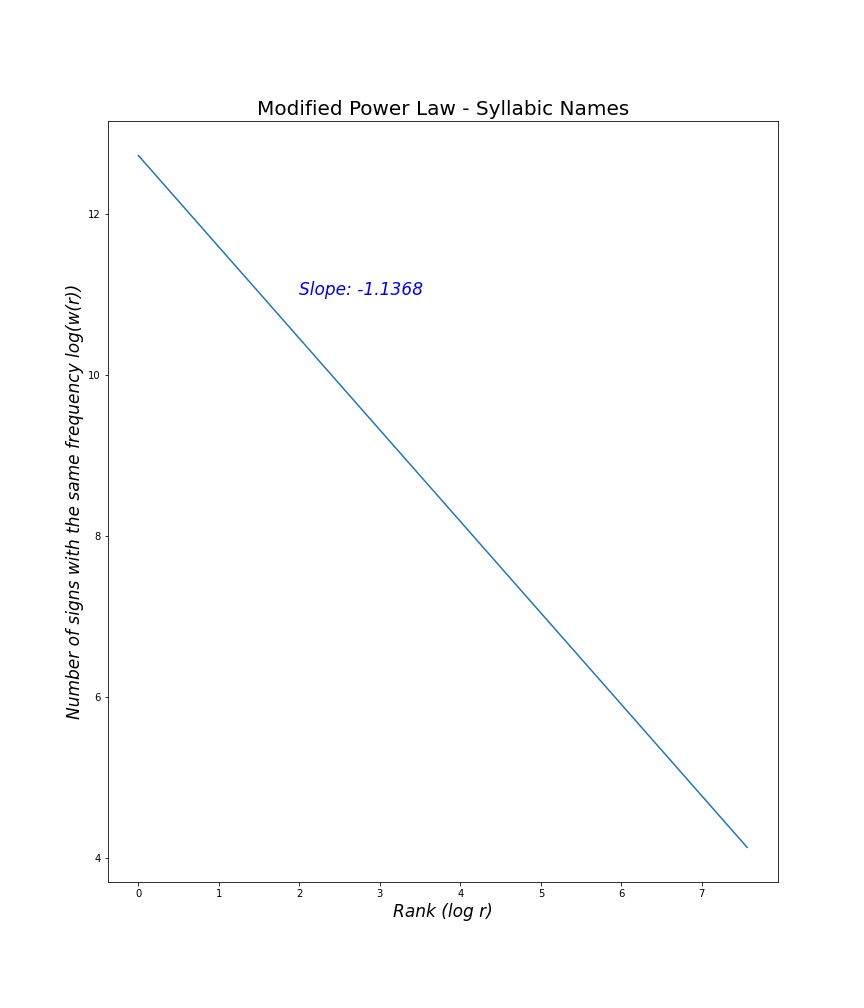 Modified Power Law - Syllabic Names
Number of signs with the same frequency log(w(r))
12
10
8
6
4
Slope: -1.1368
0 1 2 3 4 5 6 7
Rank (log r)